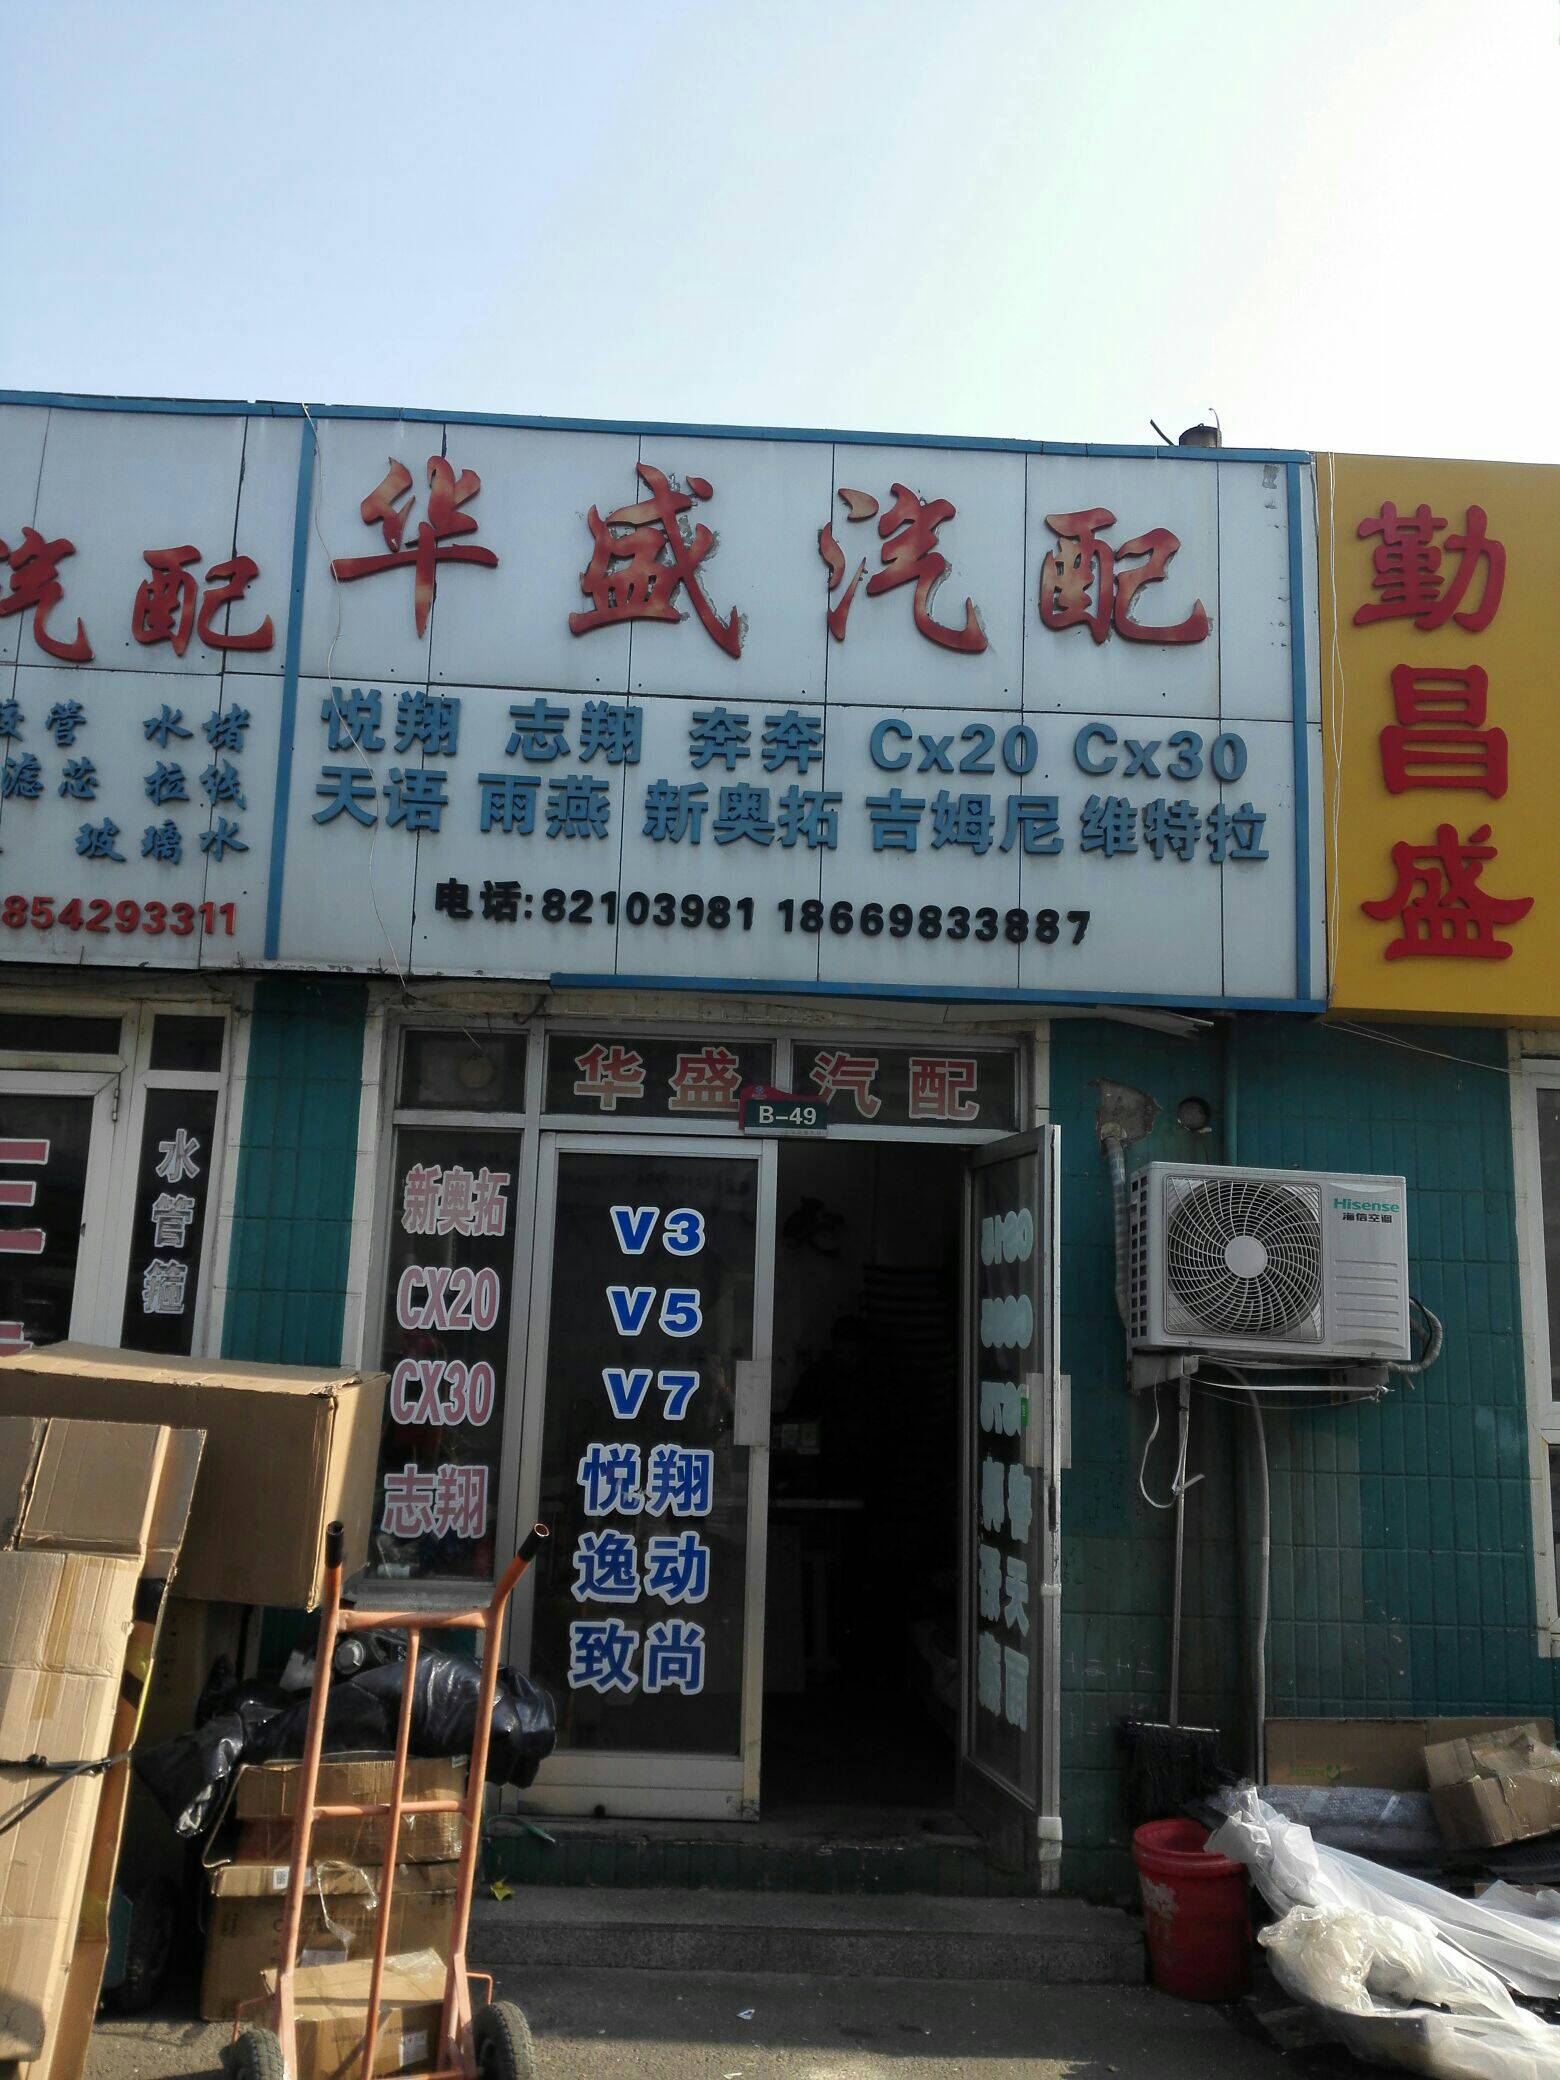 华盛汽配
悦翔 志翔 奔奔 Cx20 Cx30
天语 雨燕 新奥拓 吉姆尼 维特拉
电话:82103981 18669833887
汽配
管 水堵
滤芯 拉线
玻璃水
854293311
勤昌盛
华盛汽配
B-49
水管箍
新奥拓
CX20
CX30
志翔
V3
V5
V7
悦翔
逸动
致尚
Hisense
海信空调